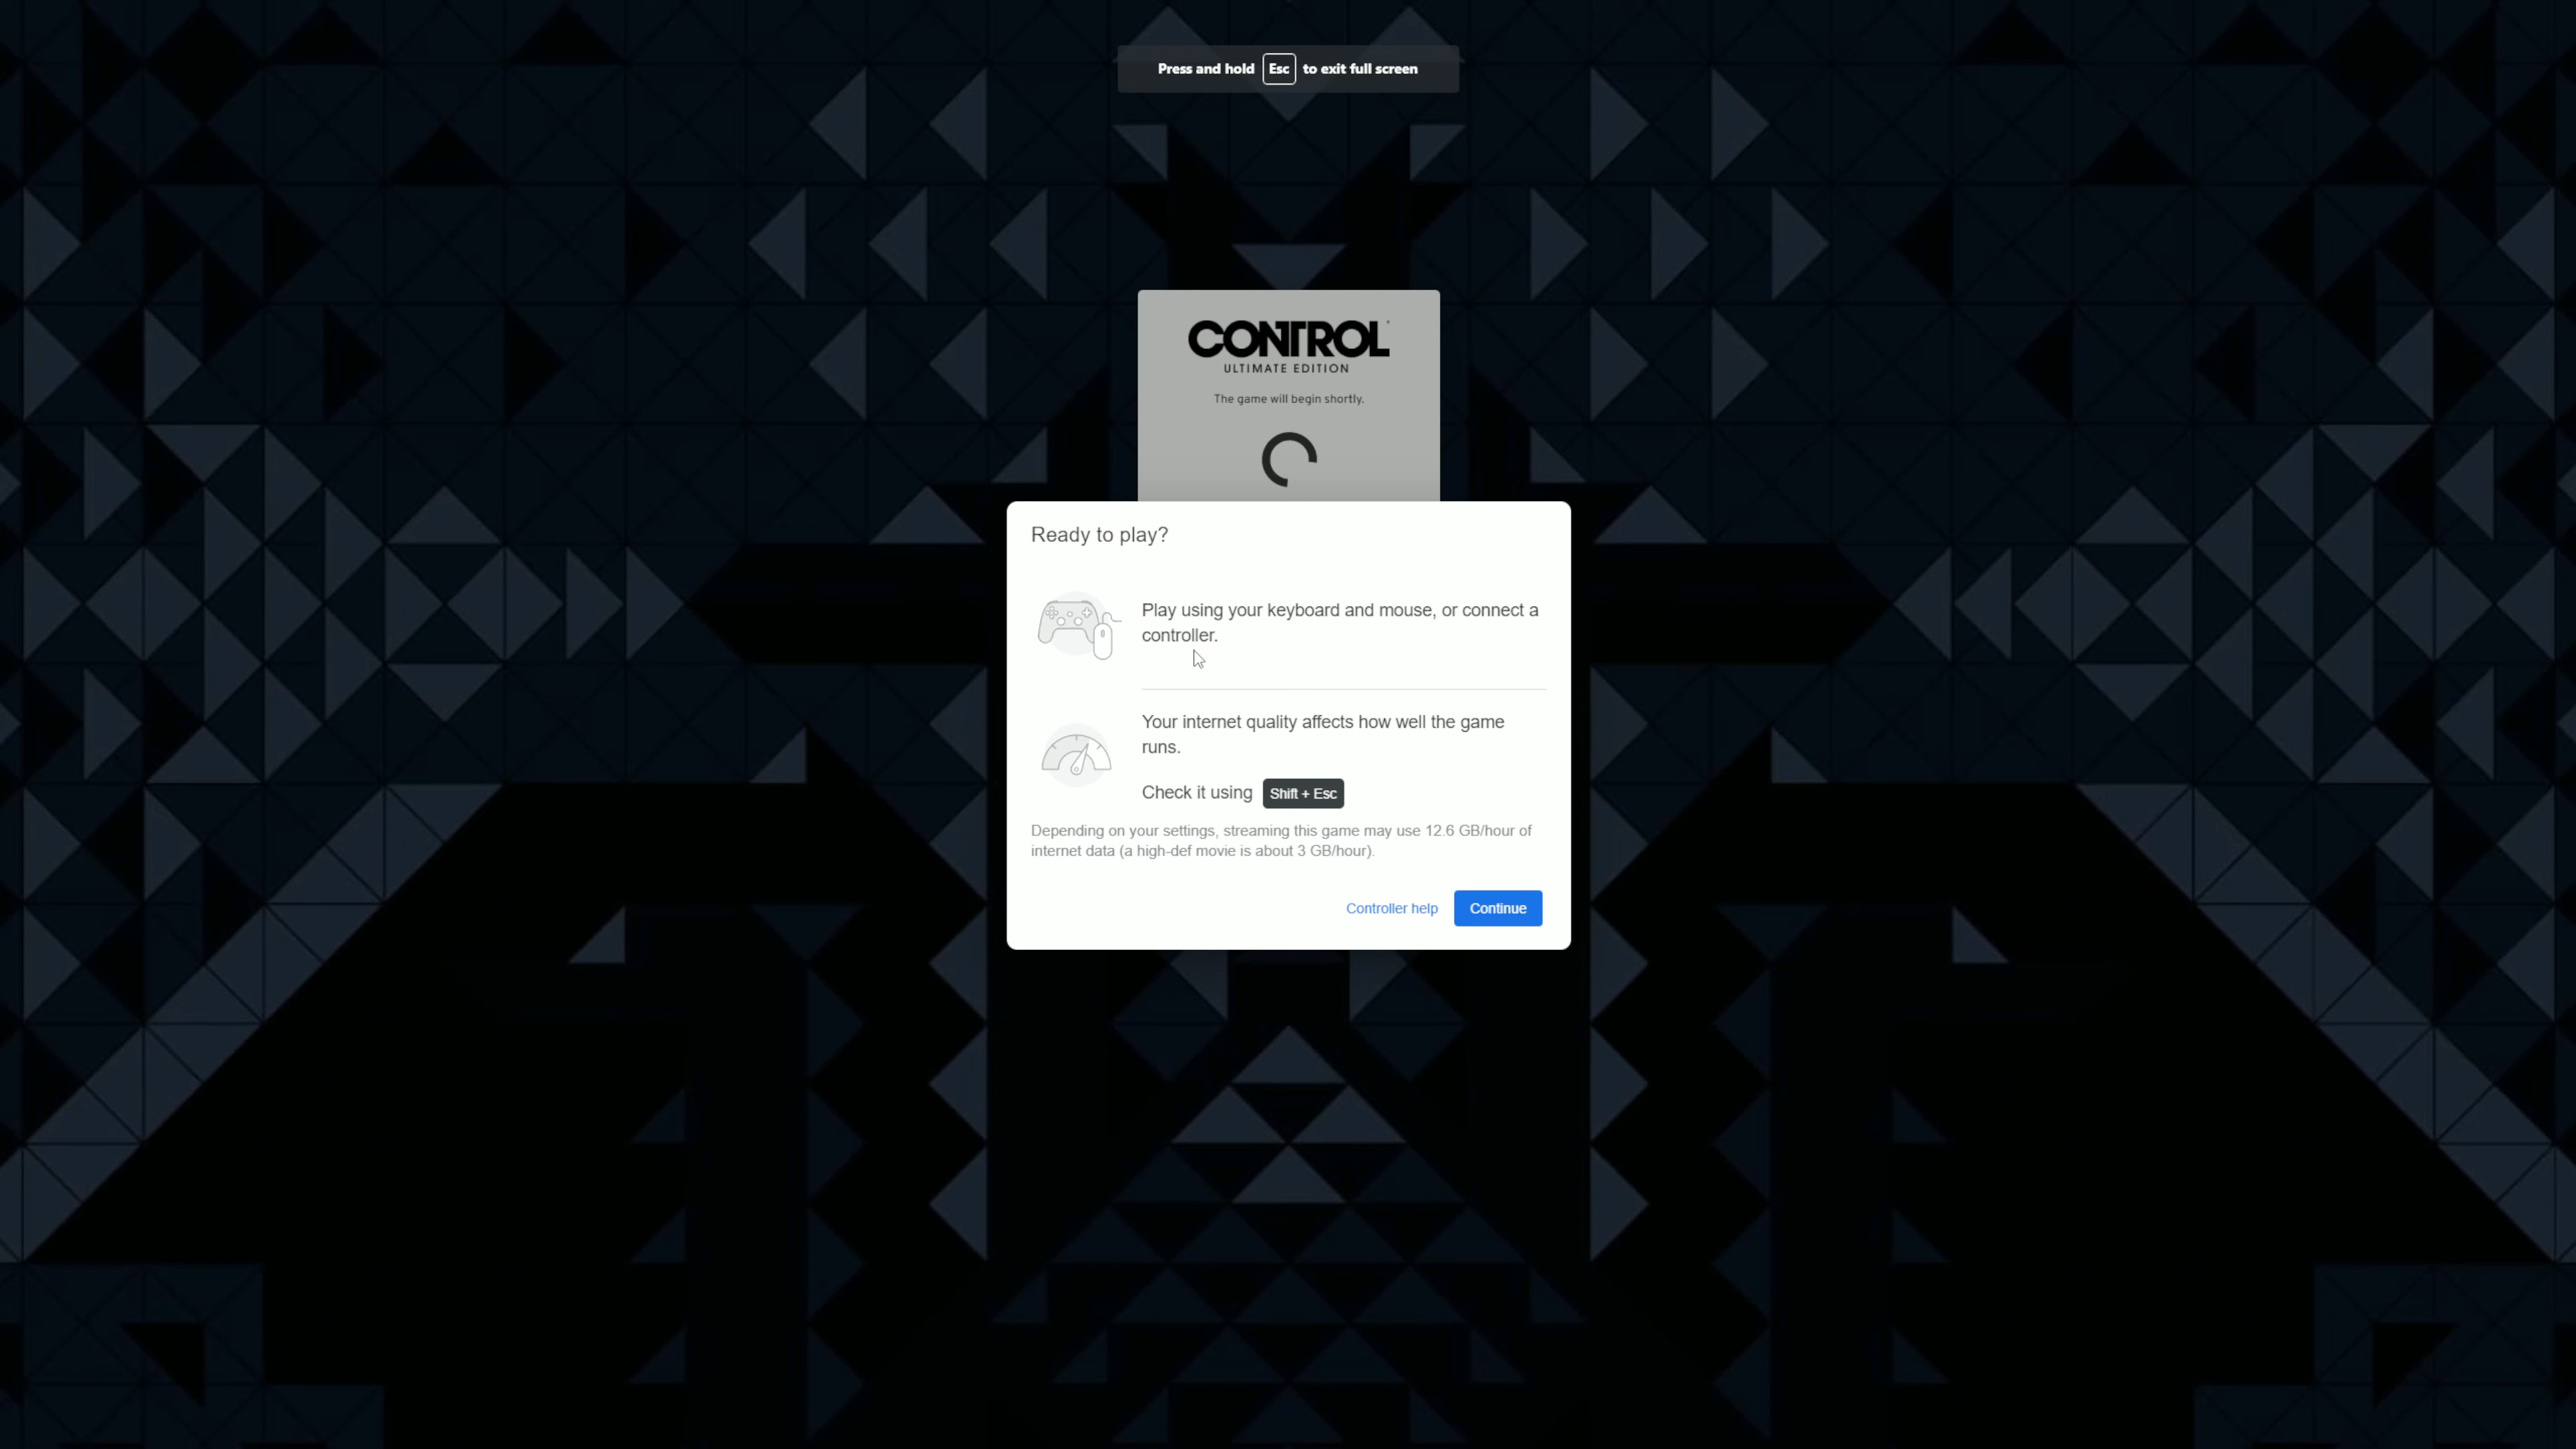 Press and hold Esc to exit full screen
CONTROL
ULTIMATE EDITION
The game will begin shortly.
Ready to play?
Play using your keyboard and mouse, or connect a
controller.
Your internet quality affects how well the game
runs.
Check it using Shift + Esc
Depending on your settings, streaming this game may use 12.6 GB/hour of
internet data (a high-def movie is about 3 GB/hour).
Controller help Continue